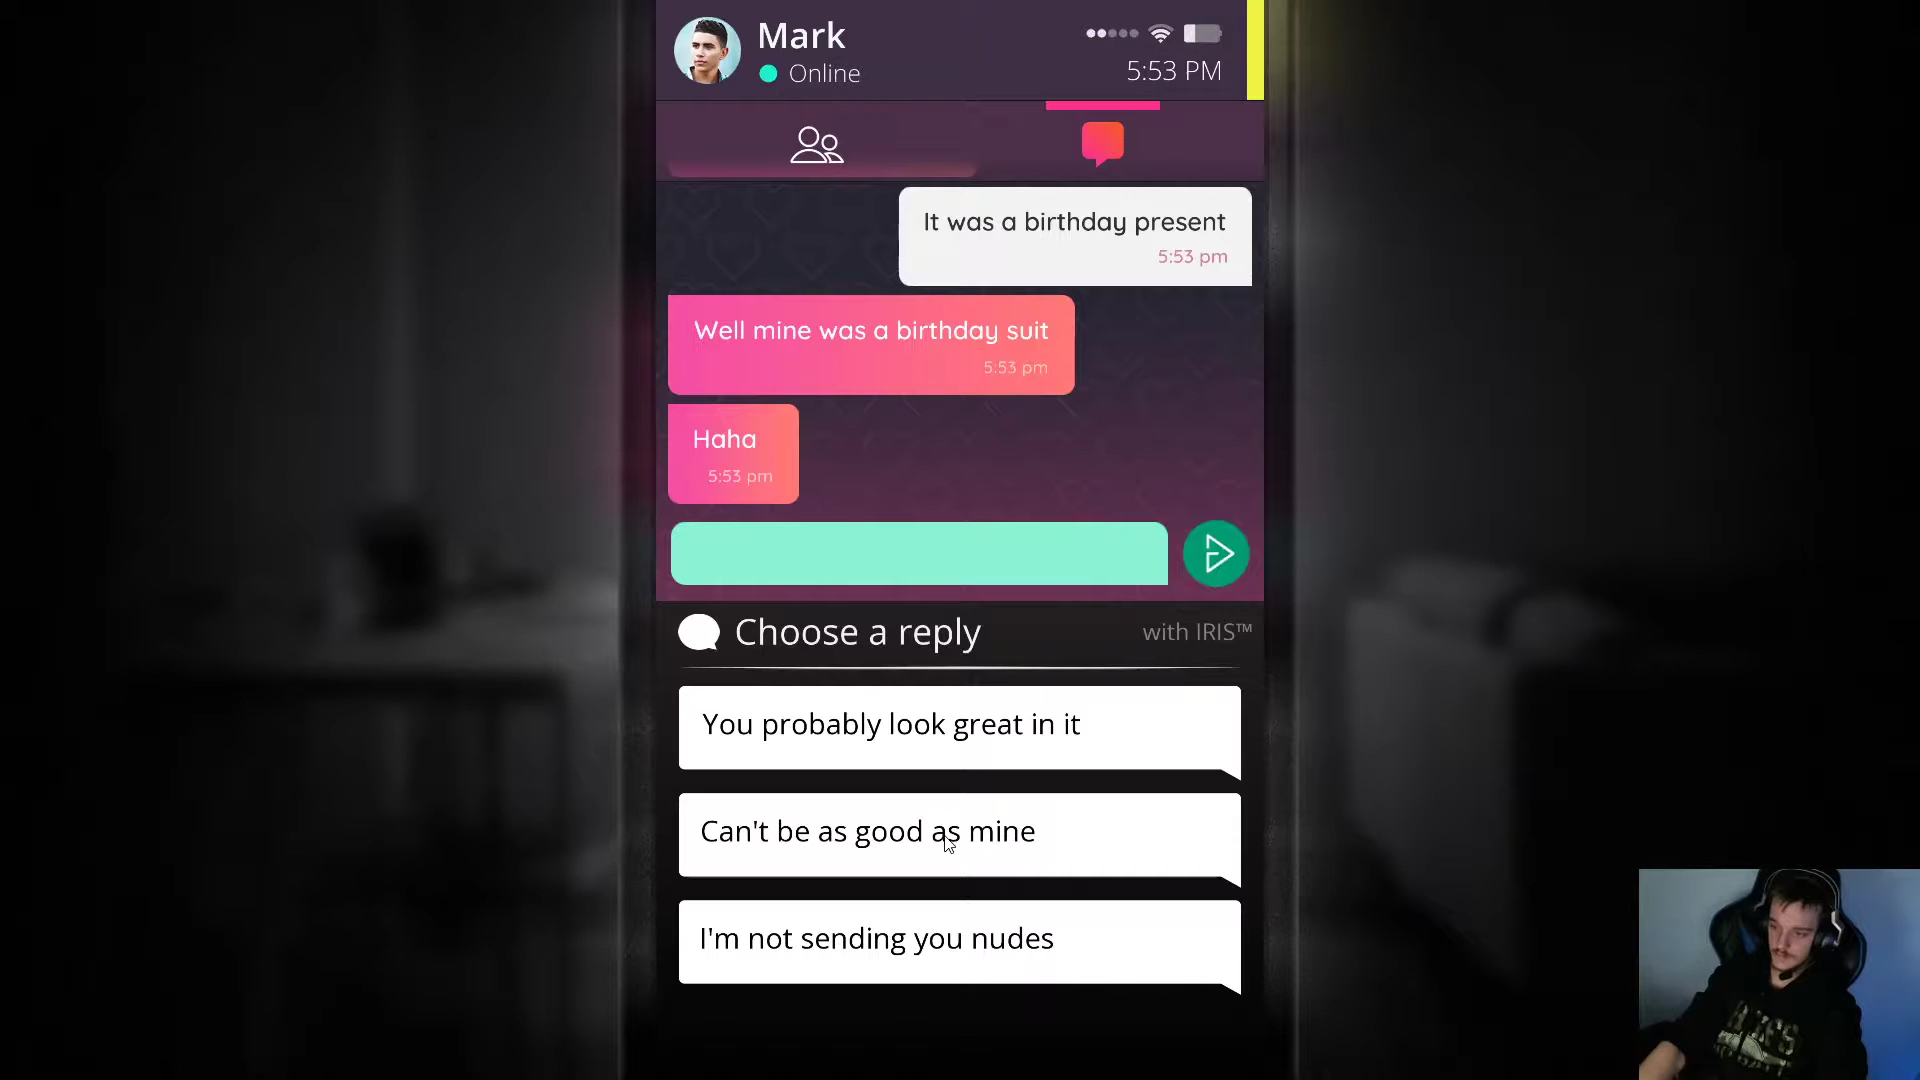 Mark
Online
5:53 PM
It was a birthday present
5:53 pm
Well mine was a birthday suit
5:53 pm
Haha
5:53 pm
Choose a reply
with IRIS™
You probably look great in it
Can't be as good as mine
I'm not sending you nudes